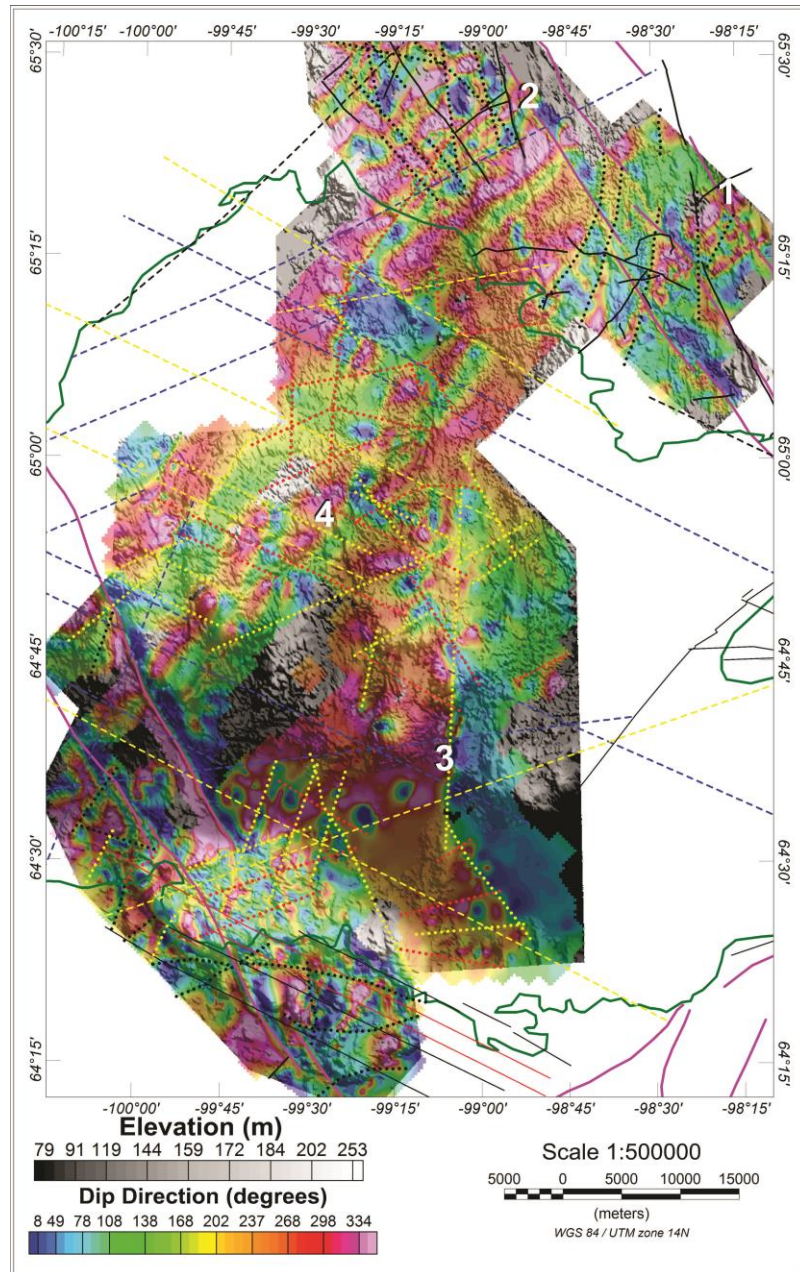 -100°15' -100°00' -99°45' -99°30' -99°15' -99°00' -98°45' -98°30' -98°15'
65°30' 65°30'
2
1
65°15' 65°15'
65°00' 65°00'
4
64°45' 64°45'
3
64°30' 64°30'
64°15' 64°15'
-100°00' -99°45' -99°30' -99°15' -99°00' -98°45' -98°30' -98°15'
Elevation (m)
79 91 119 144 159 172 184 202 253
Dip Direction (degrees)
8 49 78 108 138 168 202 237 268 298 334
Scale 1:500000
5000 0 5000 10000 15000
(meters)
WGS 84 / UTM zone 14N